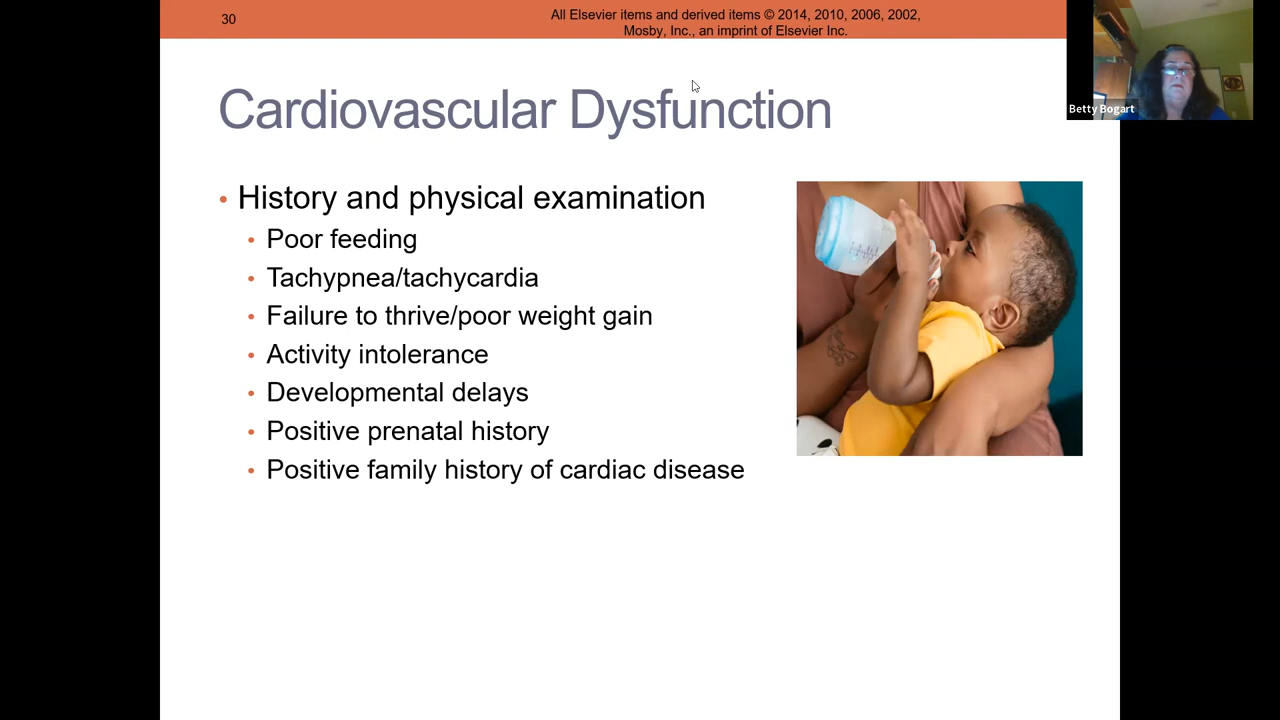 30
All Elsevier items and derived items © 2014, 2010, 2006, 2002,
Mosby, Inc., an imprint of Elsevier Inc.
Betty Bogart
Cardiovascular Dysfunction
• History and physical examination
• Poor feeding
• Tachypnea/tachycardia
• Failure to thrive/poor weight gain
• Activity intolerance
• Developmental delays
• Positive prenatal history
• Positive family history of cardiac disease